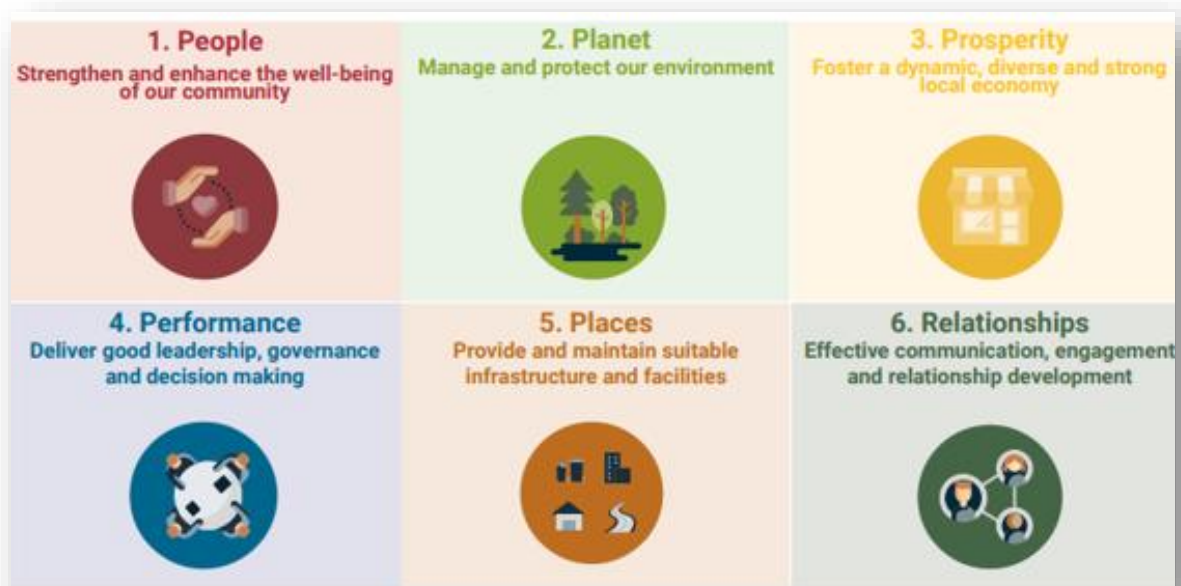 1. People
Strengthen and enhance the well-being
of our community
2. Planet
Manage and protect our environment
3. Prosperity
Foster a dynamic, diverse and strong
local economy
4. Performance
Deliver good leadership, governance
and decision making
5. Places
Provide and maintain suitable
infrastructure and facilities
6. Relationships
Effective communication, engagement
and relationship development